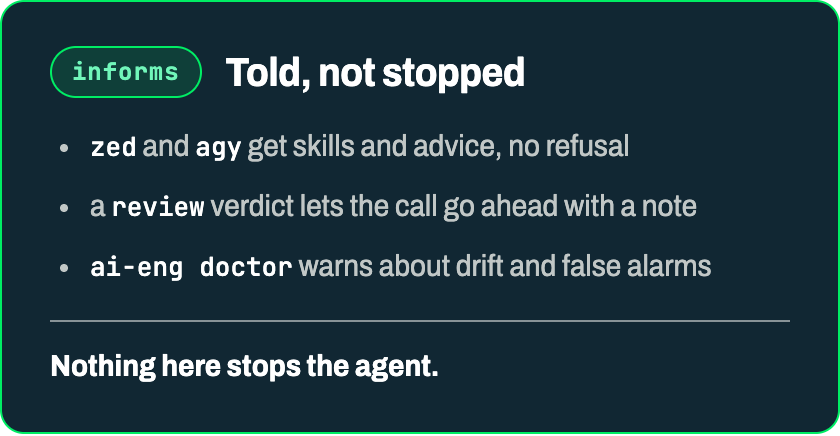 informs
Told, not stopped
• zed and agy get skills and advice, no refusal
• a review verdict lets the call go ahead with a note
• ai-eng doctor warns about drift and false alarms
Nothing here stops the agent.